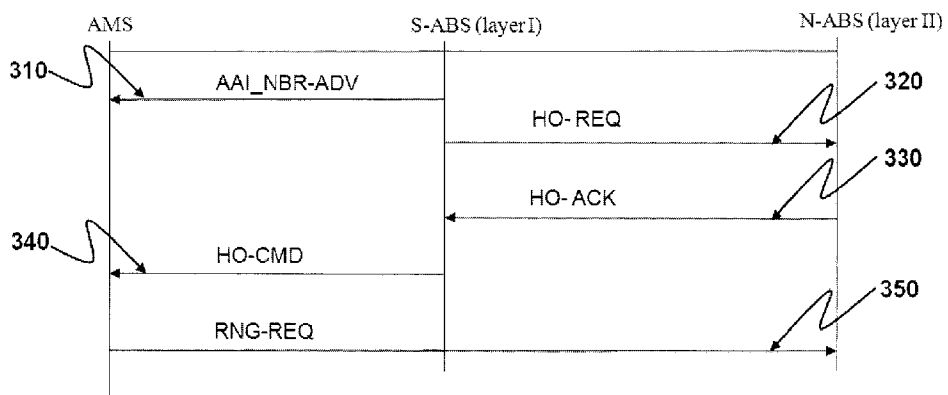 AMS
S-ABS (layer I)
N-ABS (layer II)
310
AAI_NBR-ADV
320
HO- REQ
330
HO- ACK
340
HO-CMD
350
RNG-REQ